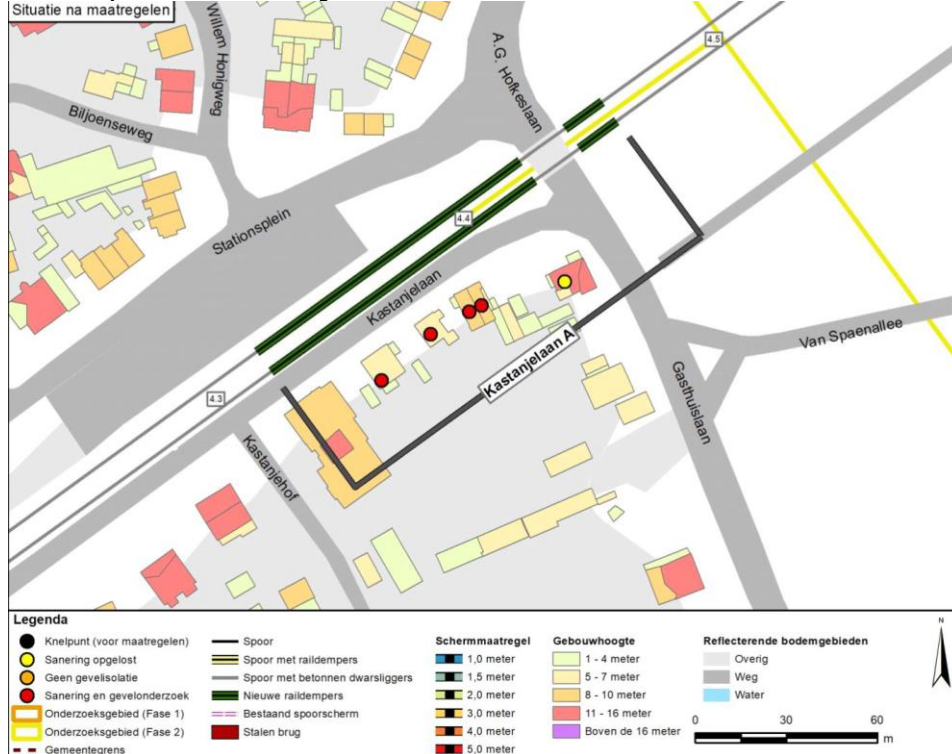 Situatie na maatregelen
Willem Honigweg
A.G. Hofkeslaan
4.5
Biljoenseweg
Stationsplein
4.4
Kastanjelaan
Kastanjelaan A
Van Spaenallee
Gasthuislaan
4.3
Kastanjehof
Legenda
Knelpunt (voor maatregelen)
Sanering opgelost
Geen gevelisolatie
Sanering en gevelonderzoek
Onderzoeksgebied (Fase 1)
Onderzoeksgebied (Fase 2)
Gemeentegrens
Spoor
Spoor met raildempers
Spoor met betonnen dwarsliggers
Nieuwe raildempers
Bestaand spoorscherm
Stalen brug
Schermmaatregel
1,0 meter
1,5 meter
2,0 meter
3,0 meter
4,0 meter
5,0 meter
Gebouwhoogte
1 - 4 meter
5 - 7 meter
8 - 10 meter
11 - 16 meter
Boven de 16 meter
Reflecterende bodemgebieden
Overig
Weg
Water
N
0 30 60
m